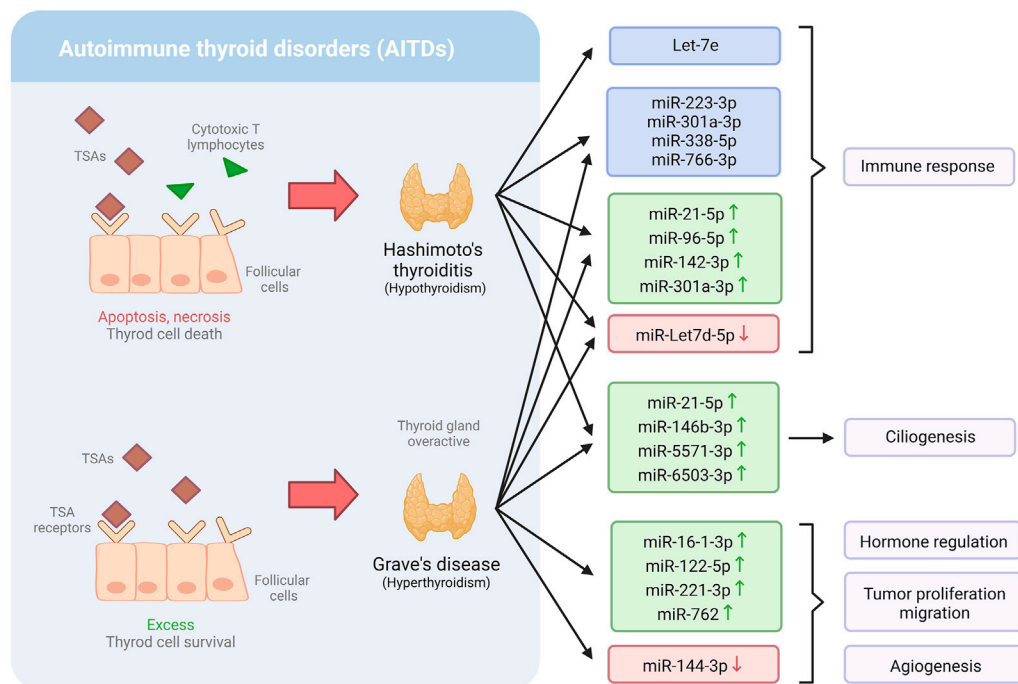 Autoimmune thyroid disorders (AITDs)
TSAs
Cytotoxic T
lymphocytes
Follicular
cells
Apoptosis, necrosis
Thyrod cell death
Hashimoto's
thyroiditis
(Hypothyroidism)
TSAs
TSA
receptors
Follicular
cells
Excess
Thyrod cell survival
Thyroid gland
overactive
Grave's disease
(Hyperthyroidism)
Let-7e
miR-223-3p
miR-301a-3p
miR-338-5p
miR-766-3p
miR-21-5p ↑
miR-96-5p ↑
miR-142-3p ↑
miR-301a-3p ↑
miR-Let7d-5p ↓
miR-21-5p ↑
miR-146b-3p ↑
miR-5571-3p ↑
miR-6503-3p ↑
miR-16-1-3p ↑
miR-122-5p ↑
miR-221-3p ↑
miR-762 ↑
miR-144-3p ↓
Immune response
Ciliogenesis
Hormone regulation
Tumor proliferation
migration
Agiogenesis